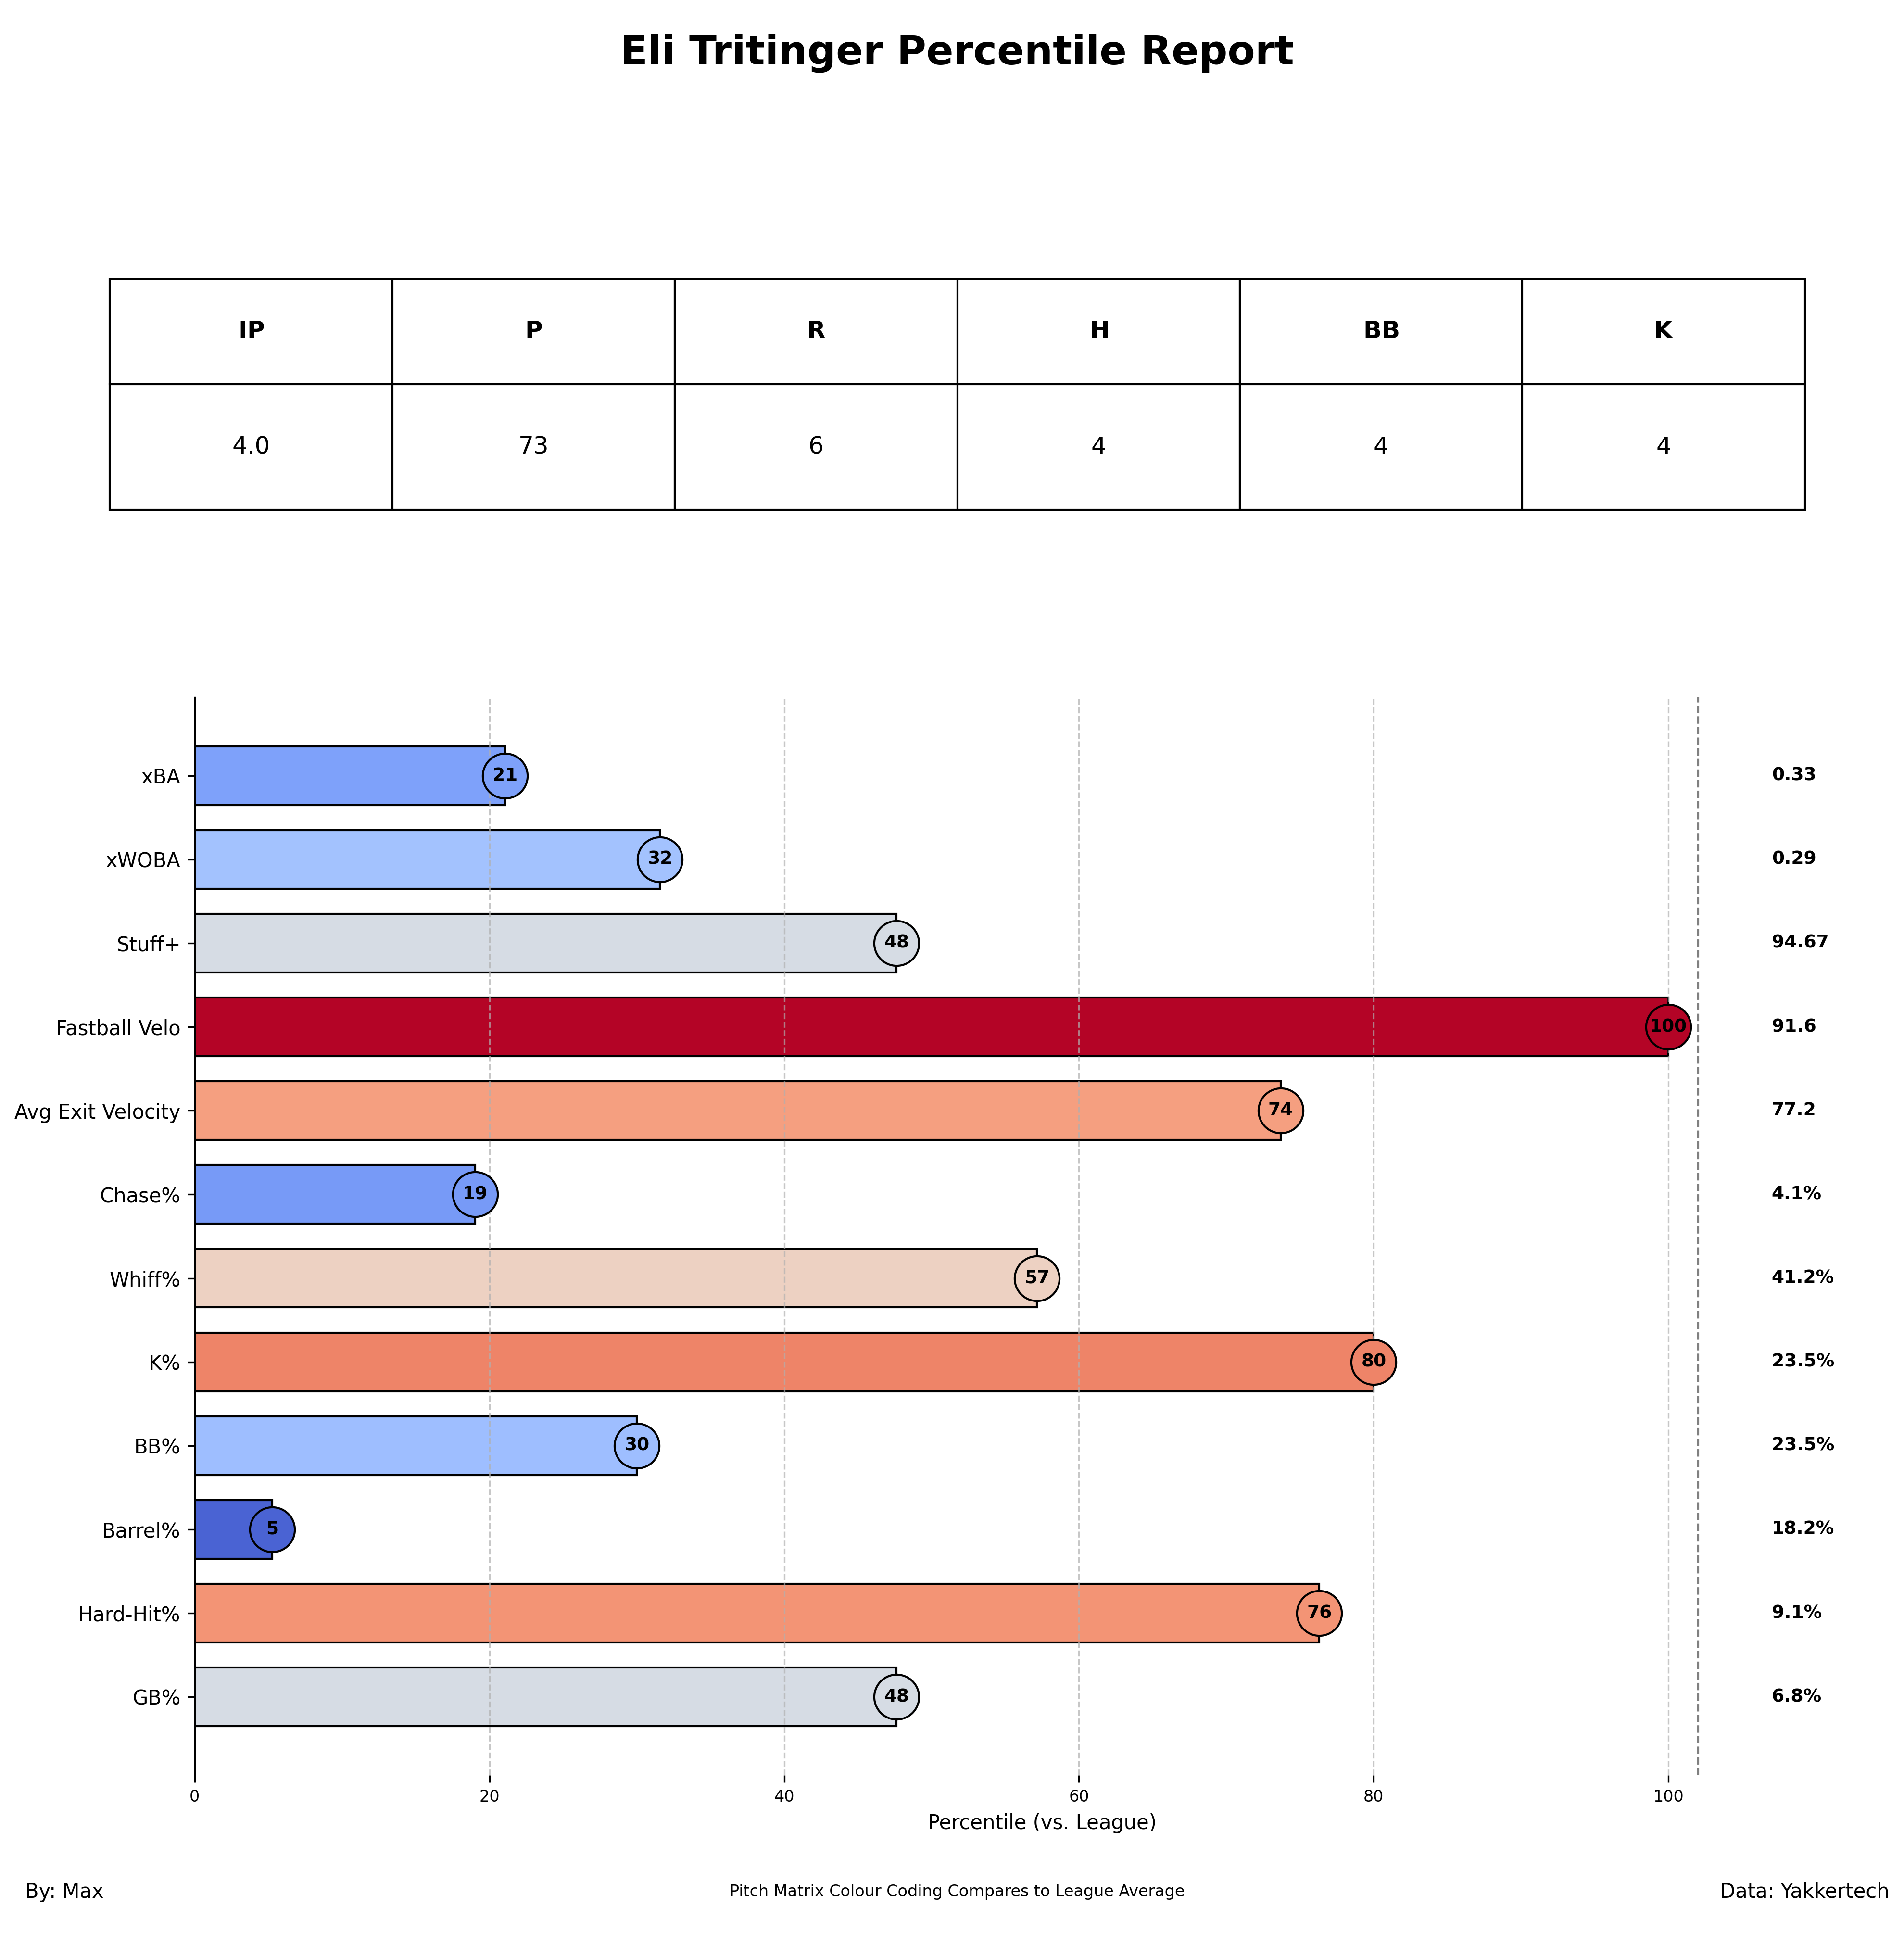 Eli Tritinger Percentile Report
IP P R H BB K
4.0 73 6 4 4 4
xBA 21 0.33
xWOBA 32 0.29
Stuff+ 48 94.67
Fastball Velo 100 91.6
Avg Exit Velocity 74 77.2
Chase% 19 4.1%
Whiff% 57 41.2%
K% 80 23.5%
BB% 30 23.5%
Barrel% 5 18.2%
Hard-Hit% 76 9.1%
GB% 48 6.8%
0 20 40 60 80 100
Percentile (vs. League)
By: Max Pitch Matrix Colour Coding Compares to League Average Data: Yakkertech